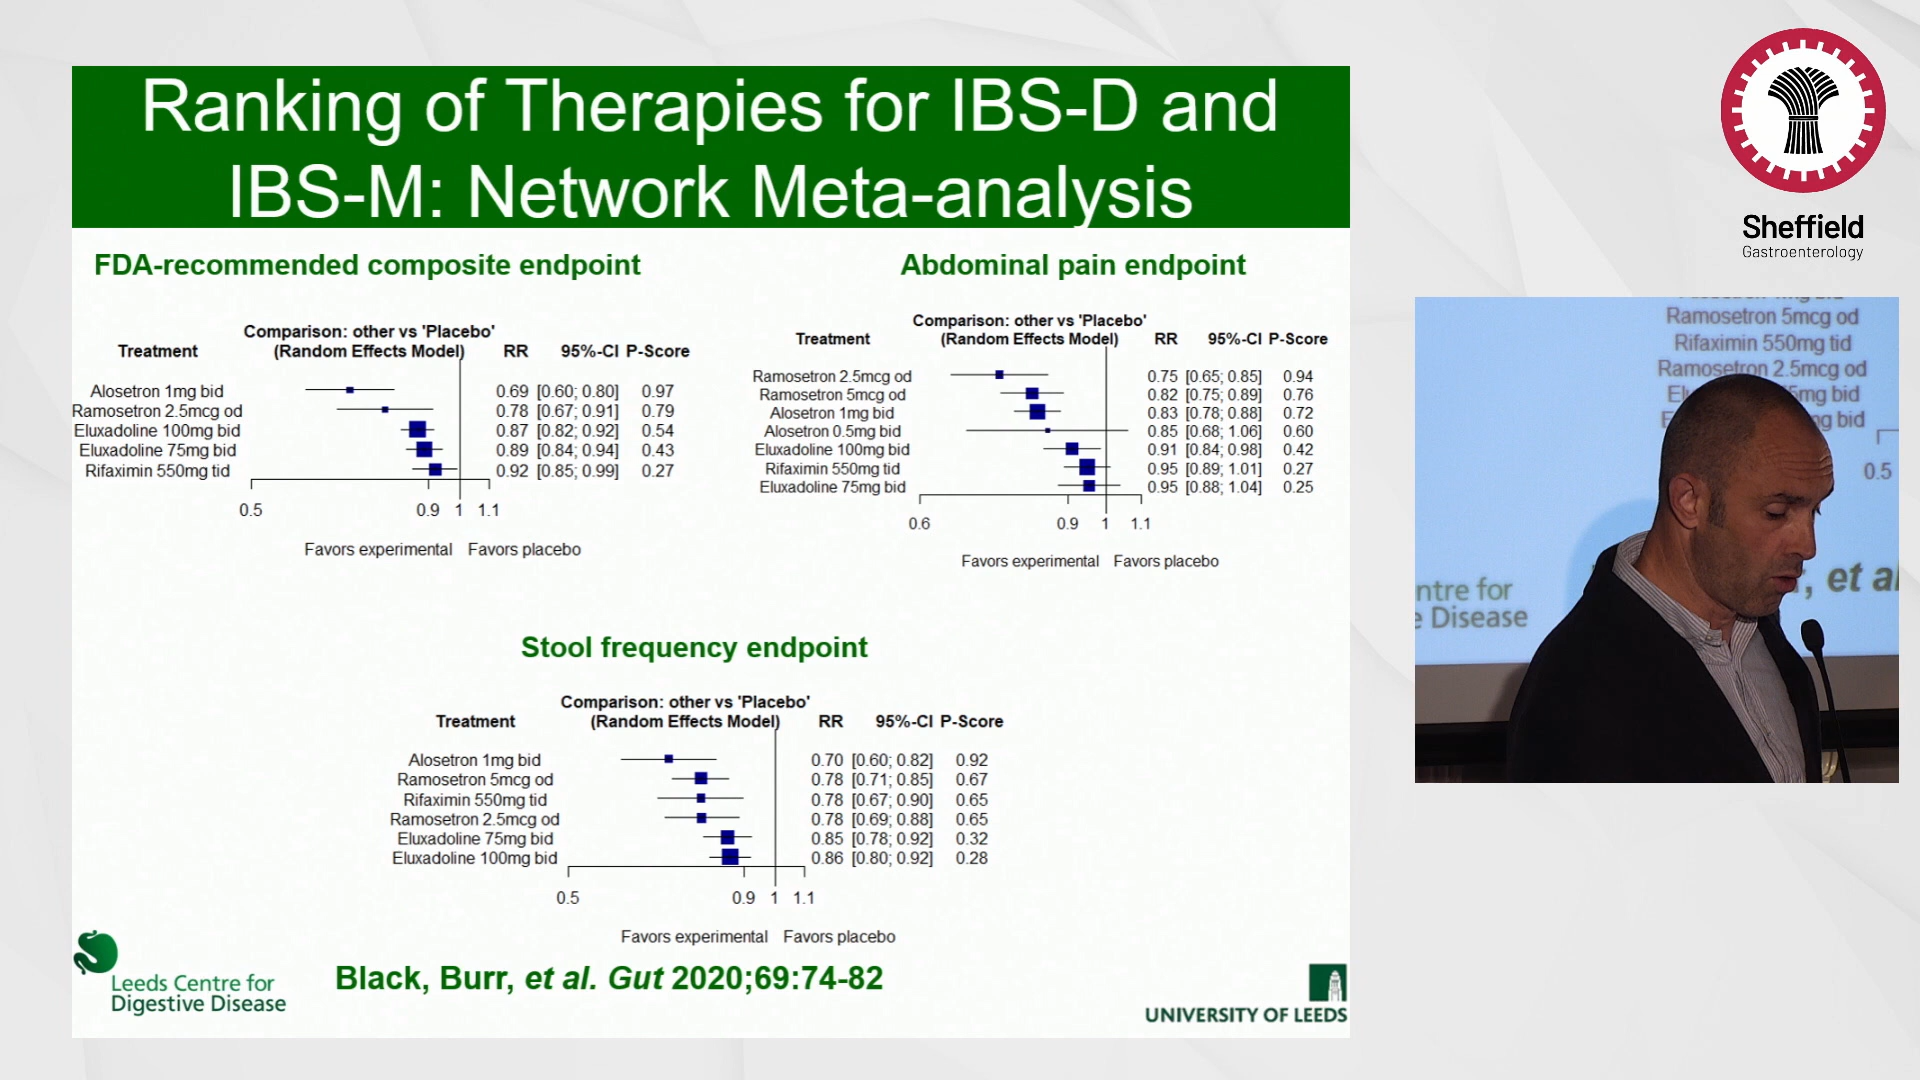 Ranking of Therapies for IBS-D and
IBS-M: Network Meta-analysis
FDA-recommended composite endpoint
Comparison: other vs 'Placebo'
Treatment (Random Effects Model) RR 95%-CI P-Score
Alosetron 1mg bid 0.69 [0.60; 0.80] 0.97
Ramosetron 2.5mcg od 0.78 [0.67; 0.91] 0.79
Eluxadoline 100mg bid 0.87 [0.82; 0.92] 0.54
Eluxadoline 75mg bid 0.89 [0.84; 0.94] 0.43
Rifaximin 550mg tid 0.92 [0.85; 0.99] 0.27
0.5 0.9 1 1.1
Favors experimental Favors placebo
Abdominal pain endpoint
Comparison: other vs 'Placebo'
Treatment (Random Effects Model) RR 95%-CI P-Score
Ramosetron 2.5mcg od 0.75 [0.65; 0.85] 0.94
Ramosetron 5mcg od 0.82 [0.75; 0.89] 0.76
Alosetron 1mg bid 0.83 [0.78; 0.88] 0.72
Alosetron 0.5mg bid 0.85 [0.68; 1.06] 0.60
Eluxadoline 100mg bid 0.91 [0.84; 0.98] 0.42
Rifaximin 550mg tid 0.95 [0.89; 1.01] 0.27
Eluxadoline 75mg bid 0.95 [0.88; 1.04] 0.25
0.6 0.9 1 1.1
Favors experimental Favors placebo
Stool frequency endpoint
Comparison: other vs 'Placebo'
Treatment (Random Effects Model) RR 95%-CI P-Score
Alosetron 1mg bid 0.70 [0.60; 0.82] 0.92
Ramosetron 5mcg od 0.78 [0.71; 0.85] 0.67
Rifaximin 550mg tid 0.78 [0.67; 0.90] 0.65
Ramosetron 2.5mcg od 0.78 [0.69; 0.88] 0.65
Eluxadoline 75mg bid 0.85 [0.78; 0.92] 0.32
Eluxadoline 100mg bid 0.86 [0.80; 0.92] 0.28
0.5 0.9 1 1.1
Favors experimental Favors placebo
Leeds Centre for
Digestive Disease
Black, Burr, et al. Gut 2020;69:74-82
UNIVERSITY OF LEEDS
Sheffield
Gastroenterology
Ramosetron 5mcg od
Rifaximin 550mg tid
Ramosetron 2.5mcg od
mg bid
mg bid
0.5
ntre for
Disease
, et al